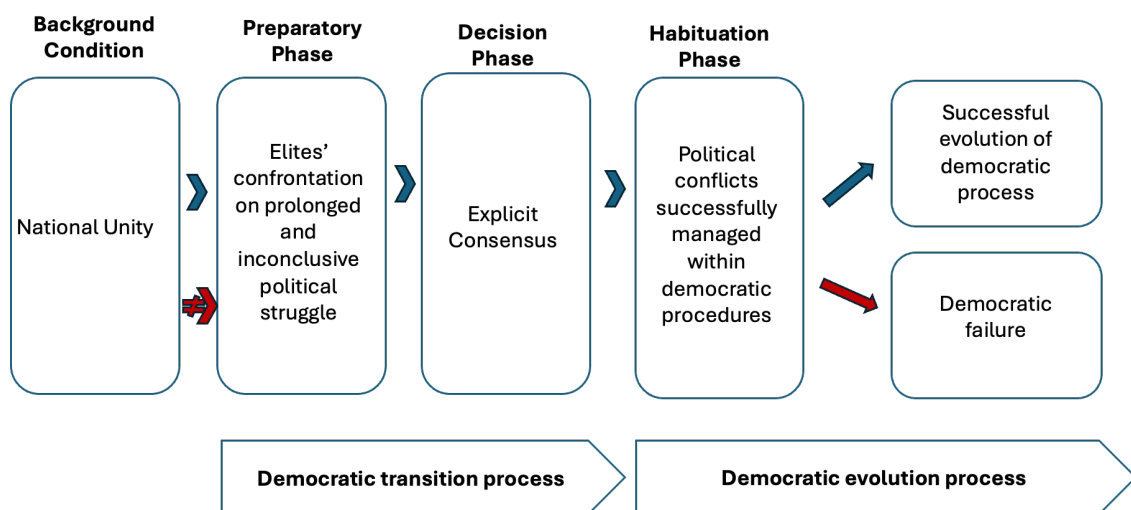 Background
Condition
Preparatory
Phase
Decision
Phase
Habituation
Phase
National Unity
Elites’
confrontation
on prolonged
and
inconclusive
political
struggle
Explicit
Consensus
Political
conflicts
successfully
managed
within
democratic
procedures
Successful
evolution of
democratic
process
Democratic
failure
≠
Democratic transition process
Democratic evolution process